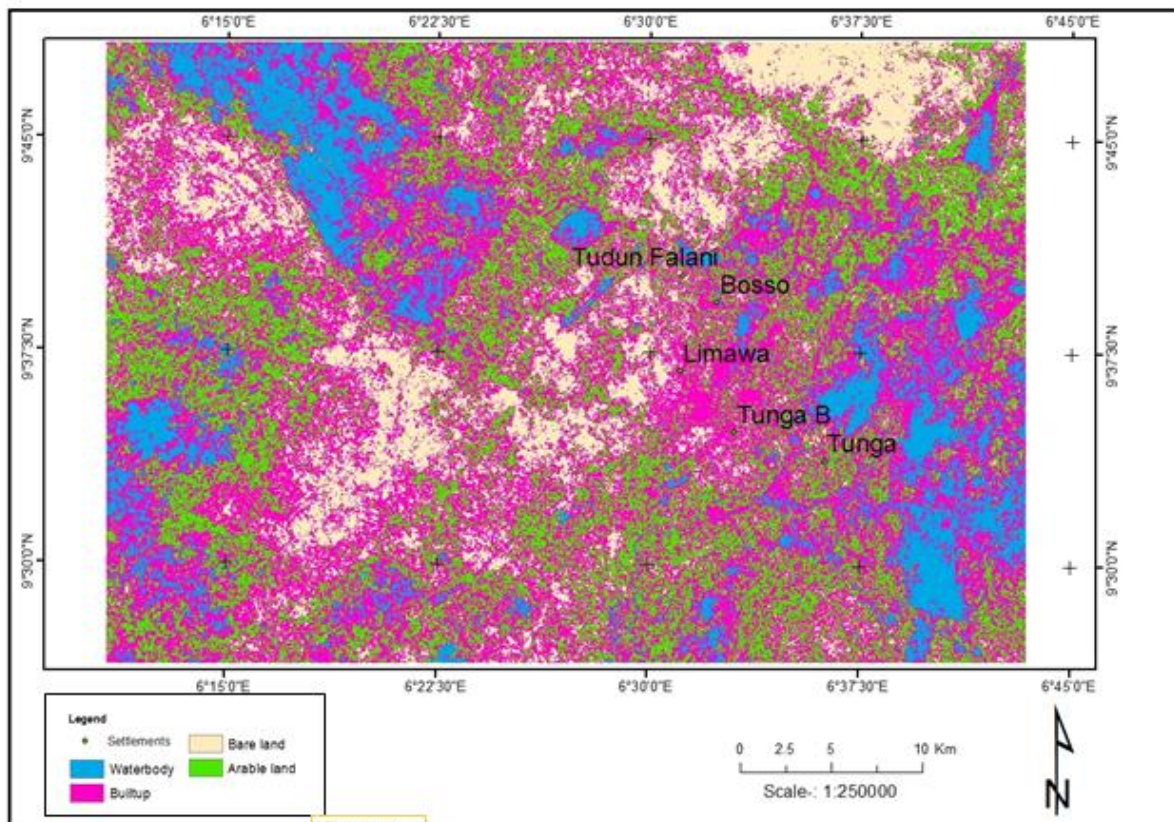 6°15'0"E 6°22'30"E 6°30'0"E 6°37'30"E 6°45'0"E
9°45'0"N 9°45'0"N
Tudun Falani
Bosso
9°37'30"N 9°37'30"N
Limawa
Tunga B
Tunga
9°30'0"N 9°30'0"N
6°15'0"E 6°22'30"E 6°30'0"E 6°37'30"E 6°45'0"E
Legend
Settlements
Bare land
Waterbody
Arable land
Builtup
0 2.5 5 10 Km
Scale-: 1:250000
N